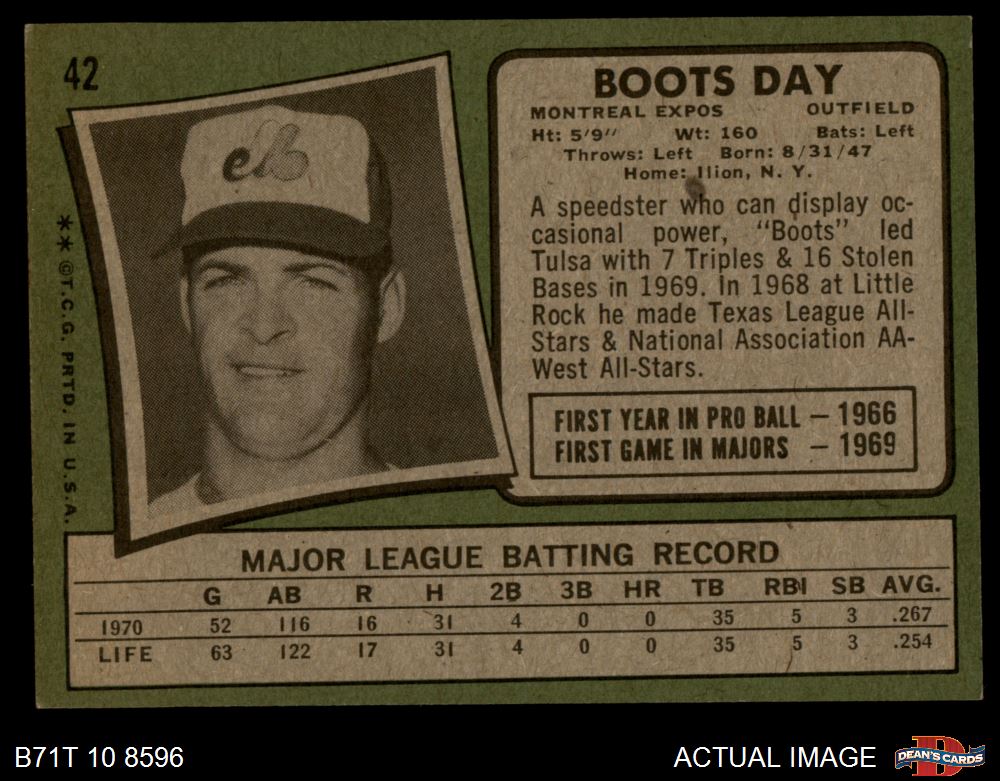 42
BOOTS DAY
MONTREAL EXPOS OUTFIELD
Ht: 5'9" Wt: 160 Bats: Left
Throws: Left Born: 8/31/47
Home: Ilion, N. Y.
A speedster who can display oc-
casional power, "Boots" led
Tulsa with 7 Triples & 16 Stolen
Bases in 1969. In 1968 at Little
Rock he made Texas League All-
Stars & National Association AA-
West All-Stars.
FIRST YEAR IN PRO BALL — 1966
FIRST GAME IN MAJORS — 1969
eb
** ©T.C.G. PRTD. IN U.S.A.
MAJOR LEAGUE BATTING RECORD
G AB R H 2B 3B HR TB RBI SB AVG.
1970 52 116 16 31 4 0 0 35 5 3 .267
LIFE 63 122 17 31 4 0 0 35 5 3 .254
B71T 10 8596
ACTUAL IMAGE
D
DEAN'S CARDS